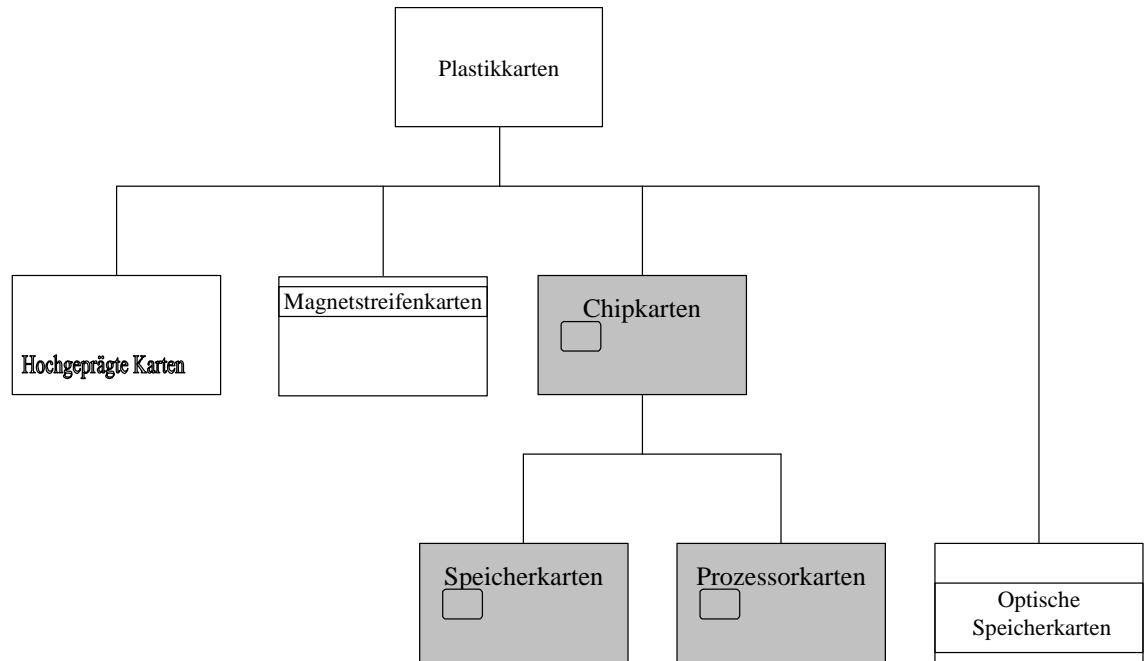 Plastikkarten
Hochgeprägte Karten
Magnetstreifenkarten
Chipkarten
Speicherkarten
Prozessorkarten
Optische
Speicherkarten